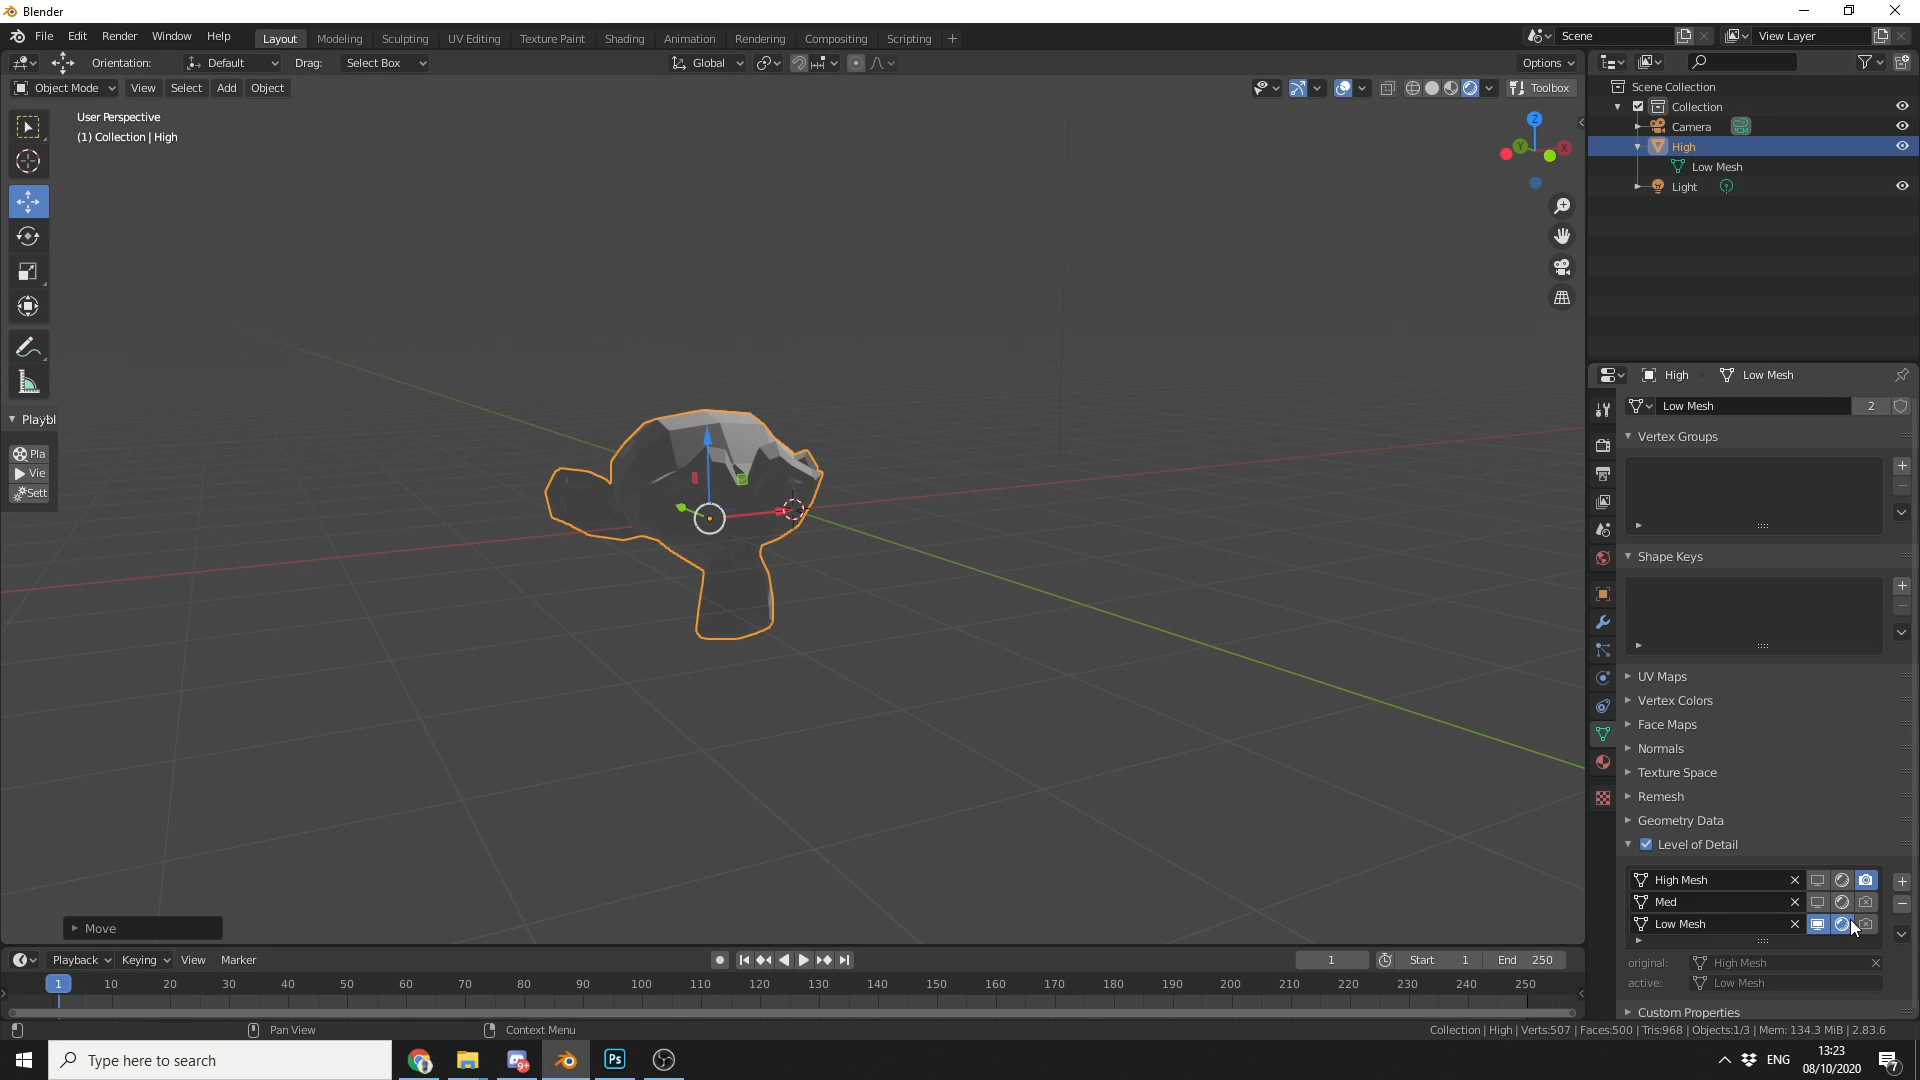 Blender
File Edit Render Window Help
Layout Modeling Sculpting UV Editing Texture Paint Shading Animation Rendering Compositing Scripting
Scene
View Layer
Orientation: Default Drag: Select Box
Global
Options
Object Mode View Select Add Object
Toolbox
User Perspective
(1) Collection | High
Z
Y
X
Scene Collection
Collection
Camera
High
Low Mesh
Light
Playbl
Pla
Vie
Sett
High Low Mesh
Low Mesh 2
Vertex Groups
Shape Keys
UV Maps
Vertex Colors
Face Maps
Normals
Texture Space
Remesh
Geometry Data
Level of Detail
High Mesh
Med
Low Mesh
original: High Mesh
active: Low Mesh
Custom Properties
Move
Playback Keying View Marker
1 Start 1 End 250
1 10 20 30 40 50 60 70 80 90 100 110 120 130 140 150 160 170 180 190 200 210 220 230 240 250
Pan View
Context Menu
Collection | High | Verts:507 | Faces:500 | Tris:968 | Objects:1/3 | Mem: 134.3 MiB | 2.83.6
Type here to search
9+
Ps
ENG
13:23
08/10/2020
7